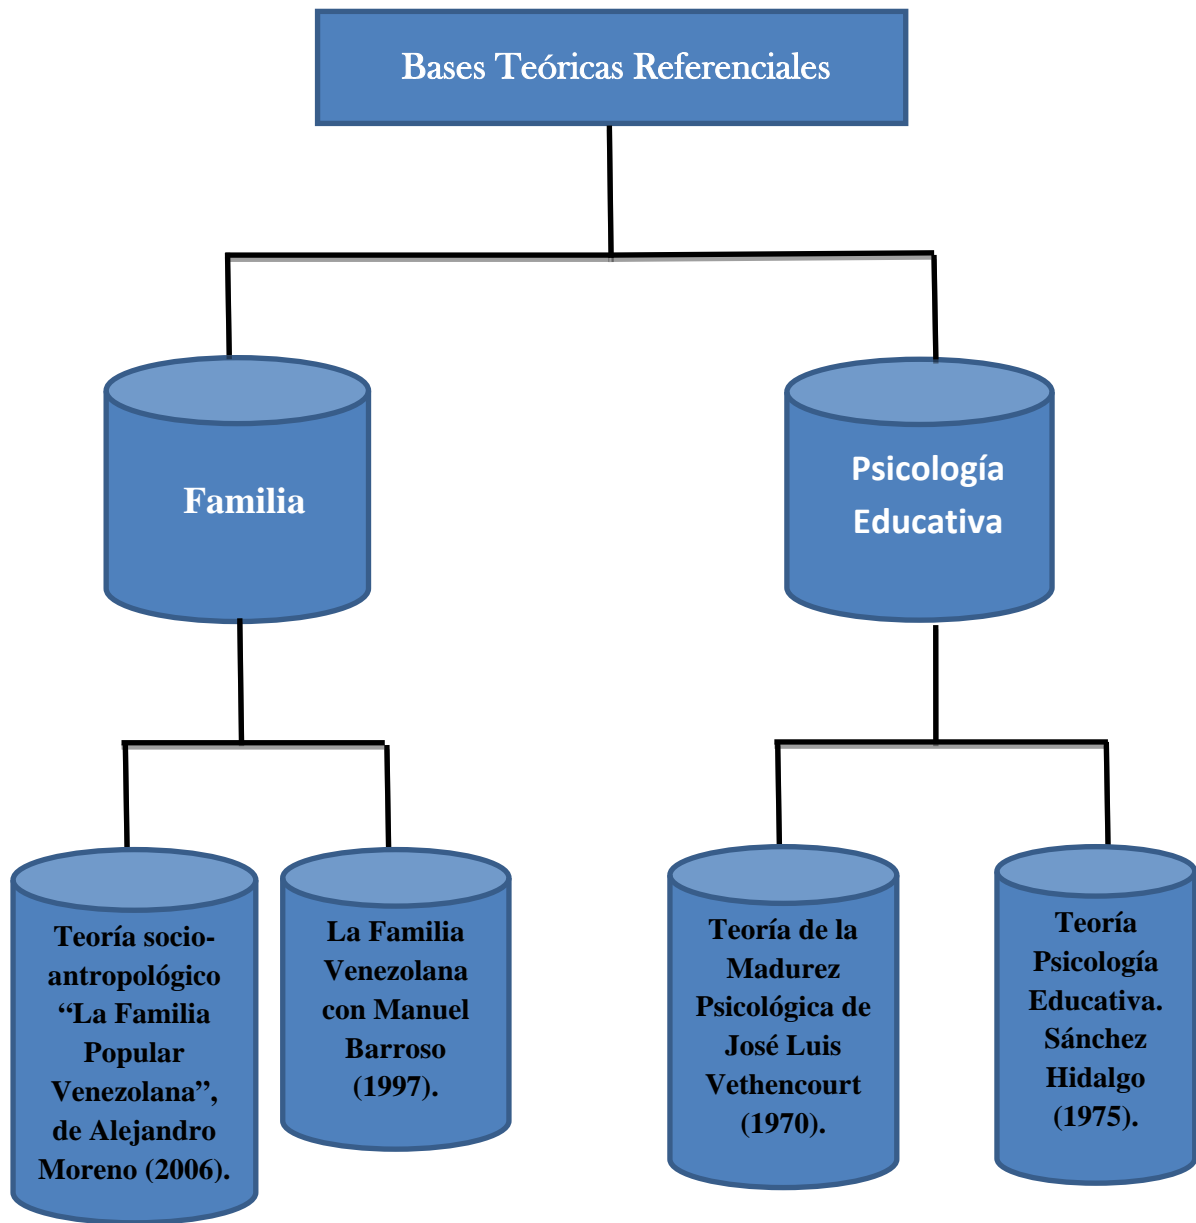 Bases Teóricas Referenciales
Familia
Psicología
Educativa
Teoría socio-
antropológico
“La Familia
Popular
Venezolana”,
de Alejandro
Moreno (2006).
La Familia
Venezolana
con Manuel
Barroso
(1997).
Teoría de la
Madurez
Psicológica de
José Luis
Vethencourt
(1970).
Teoría
Psicología
Educativa.
Sánchez
Hidalgo
(1975).